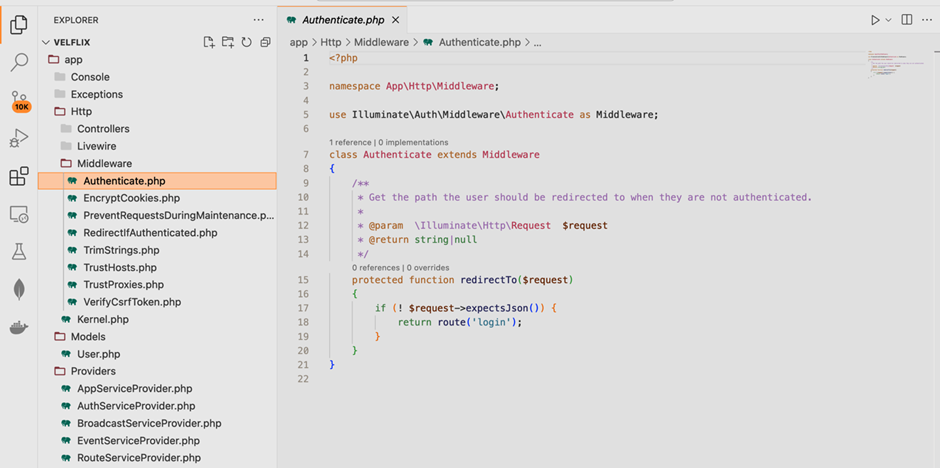 EXPLORER
VELFLIX
app
Console
Exceptions
Http
Controllers
Livewire
Middleware
Authenticate.php
EncryptCookies.php
PreventRequestsDuringMaintenance.p...
RedirectIfAuthenticated.php
TrimStrings.php
TrustHosts.php
TrustProxies.php
VerifyCsrfToken.php
Kernel.php
Models
User.php
Providers
AppServiceProvider.php
AuthServiceProvider.php
BroadcastServiceProvider.php
EventServiceProvider.php
RouteServiceProvider.php
10K
Authenticate.php
app > Http > Middleware > Authenticate.php > ...
1 <?php
2
3 namespace App\Http\Middleware;
4
5 use Illuminate\Auth\Middleware\Authenticate as Middleware;
6
1 reference | 0 implementations
7 class Authenticate extends Middleware
8 {
9 /**
10 * Get the path the user should be redirected to when they are not authenticated.
11 *
12 * @param \Illuminate\Http\Request $request
13 * @return string|null
14 */
0 references | 0 overrides
15 protected function redirectTo($request)
16 {
17 if (! $request->expectsJson()) {
18 return route('login');
19 }
20 }
21 }
22